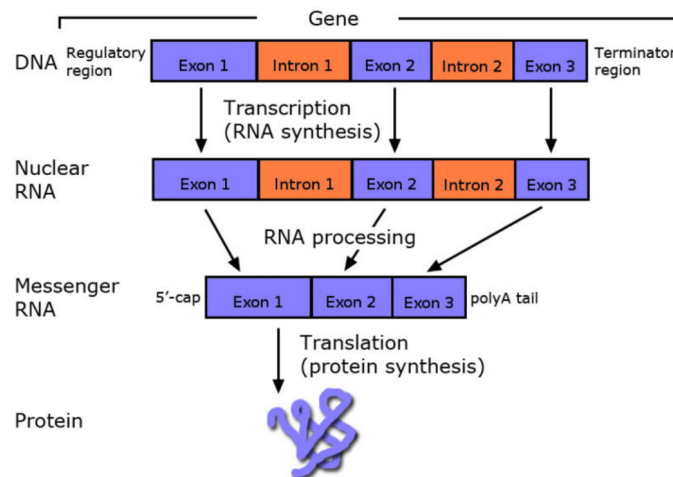 Gene
DNA
Regulatory
region
Exon 1
Intron 1
Exon 2
Intron 2
Exon 3
Terminator
region
Transcription
(RNA synthesis)
Nuclear
RNA
Exon 1
Intron 1
Exon 2
Intron 2
Exon 3
RNA processing
Messenger
RNA
5′-cap
Exon 1
Exon 2
Exon 3
polyA tail
Translation
(protein synthesis)
Protein